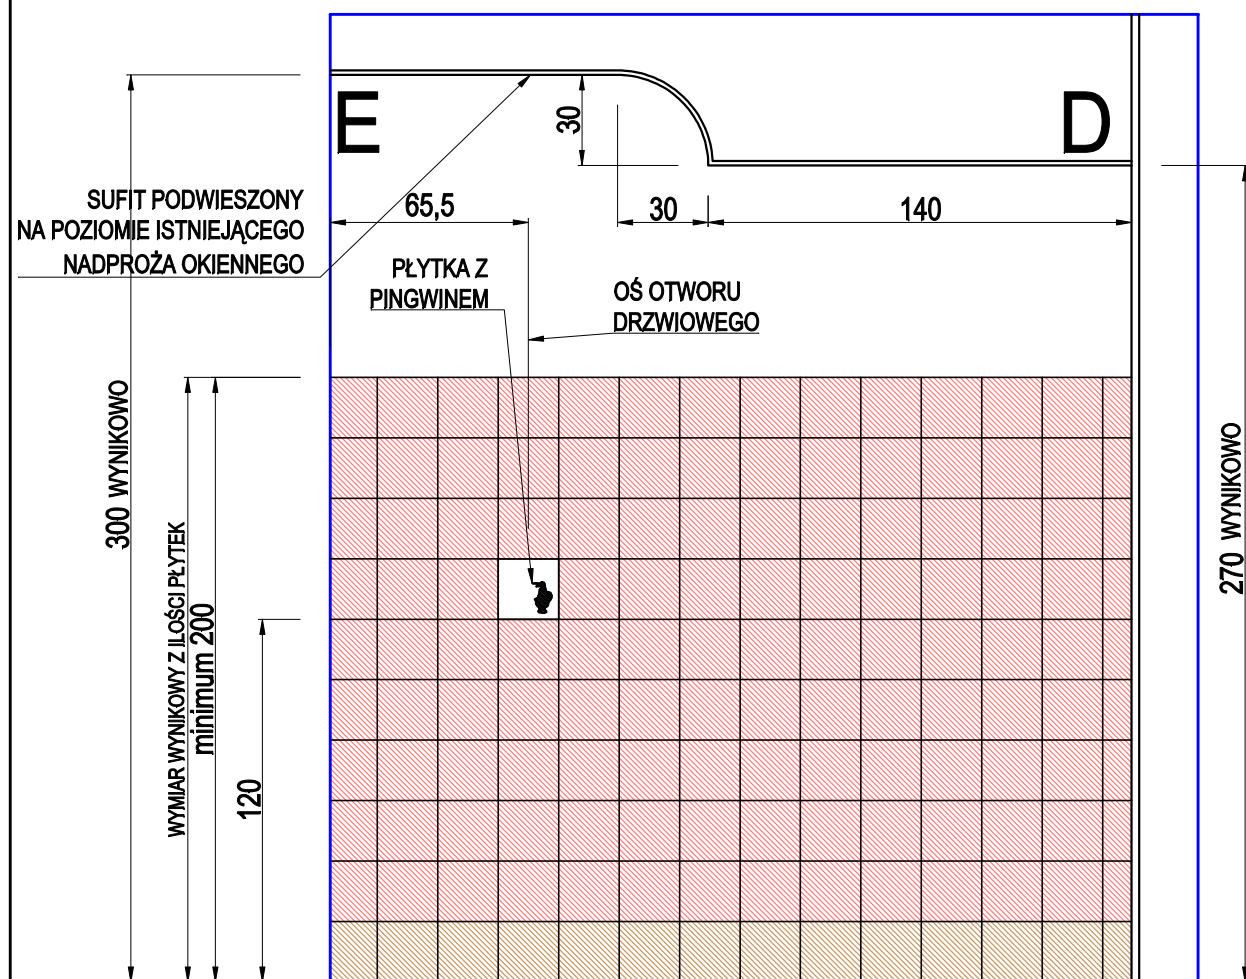 E
D
30
SUFIT PODWIESZONY
NA POZIOMIE ISTNIEJĄCEGO
NADPROŻA OKIENNEGO
65,5
30
140
PŁYTKA Z
PINGWINEM
OŚ OTWORU
DRZWIOWEGO
300 WYNIKOWO
WYMIAR WYNIKOWY Z ILOŚCI PŁYTEK
minimum 200
120
270 WYNIKOWO